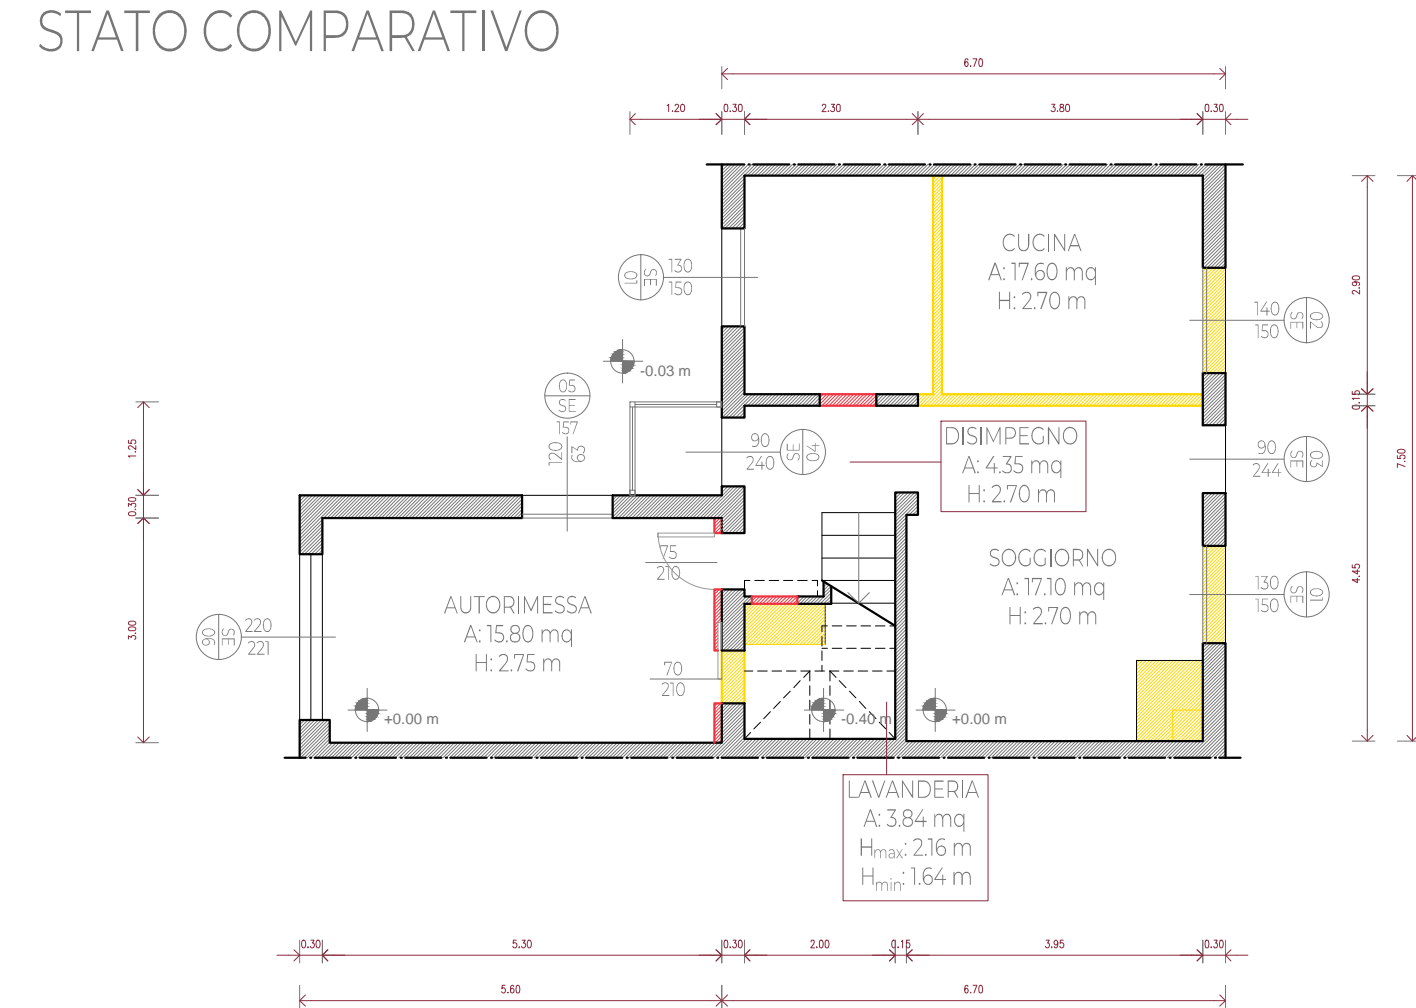 STATO COMPARATIVO
6.70
1.20
0.30
2.30
3.80
0.30
CUCINA
A: 17.60 mq
H: 2.70 m
SE
01
130
150
140
150
02
SE
2.90
-0.03 m
05
SE
157
120
63
0.15
1.25
90
240
SE
04
DISIMPEGNO
A: 4.35 mq
H: 2.70 m
90
244
03
SE
7.50
0.30
75
210
SOGGIORNO
A: 17.10 mq
H: 2.70 m
4.45
130
150
01
SE
AUTORIMESSA
A: 15.80 mq
H: 2.75 m
SE
06
220
221
3.00
70
210
+0.00 m
-0.40 m
+0.00 m
LAVANDERIA
A: 3.84 mq
Hmax: 2.16 m
Hmin: 1.64 m
0.30
5.30
0.30
2.00
0.15
3.95
0.30
5.60
6.70